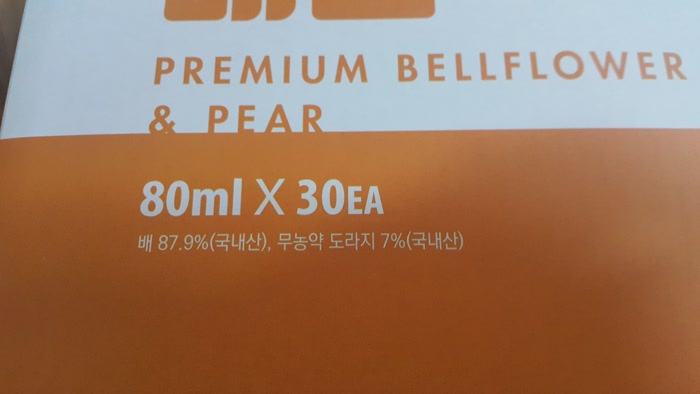 PREMIUM BELLFLOWER
& PEAR
80ml X 30EA
배 87.9%(국내산), 무농약 도라지 7%(국내산)